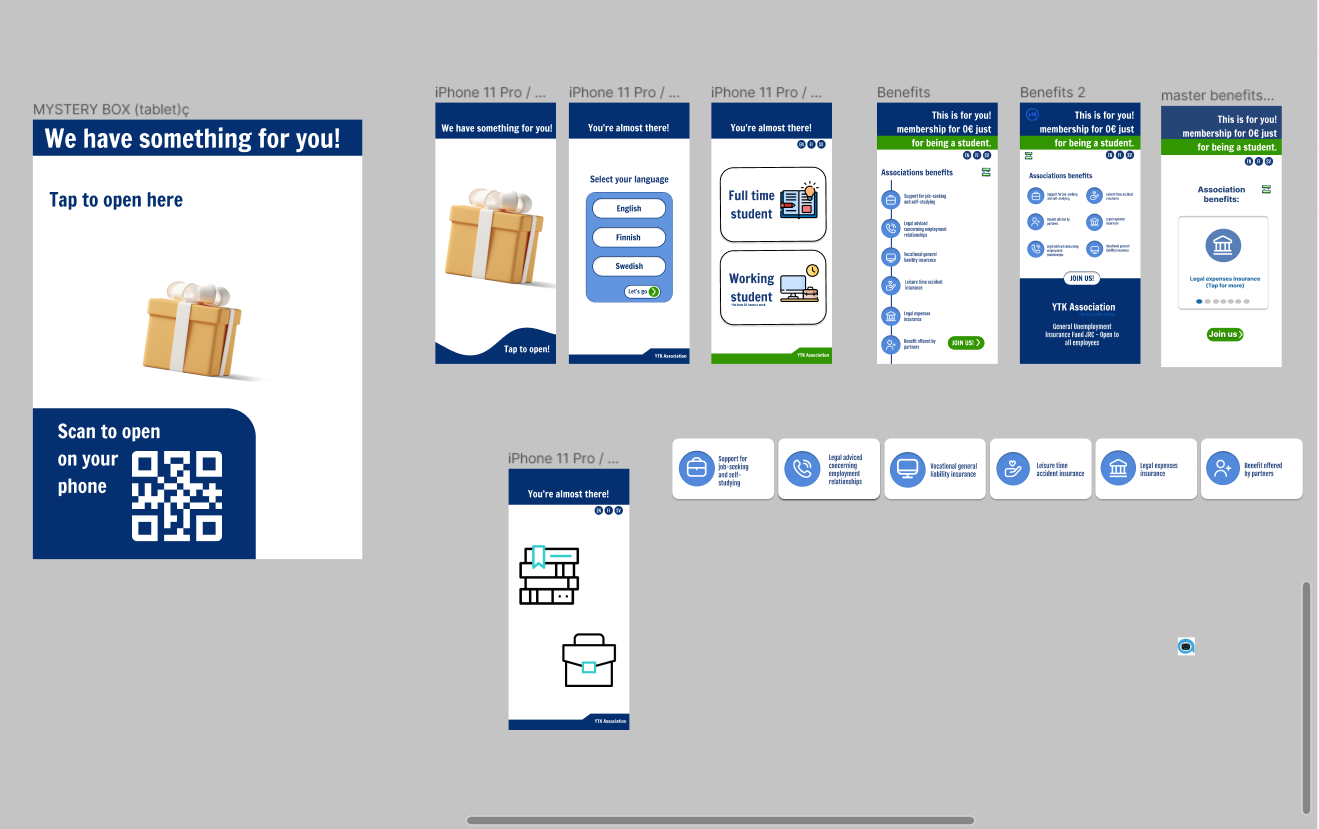 MYSTERY BOX (tablet)ç
We have something for you!
Tap to open here
Scan to open
on your
phone
iPhone 11 Pro / ...
We have something for you!
Tap to open!
iPhone 11 Pro / ...
You're almost there!
Select your language
English
Finnish
Swedish
Let's go
YTK Association
iPhone 11 Pro / ...
You're almost there!
EN FI SV
Full time
student
Working
student
YTK Association
Benefits
This is for you!
membership for 0€ just
for being a student.
EN FI SV
Associations benefits
Support for job-seeking
and self-studying
Legal adviced
concerning employment
relationships
Vocational general
liability insurance
Leisure time accident
insurance
Legal expenses
insurance
Benefit offered by
partners
JOIN US!
Benefits 2
This is for you!
membership for 0€ just
for being a student.
EN FI SV
Associations benefits
Support for job-seeking
and self-studying
Leisure time accident
insurance
Benefit offered by
partners
Legal expenses
insurance
Legal adviced concerning
employment
relationships
Vocational general
liability insurance
JOIN US!
YTK Association
General Unemployment
Insurance Fund JRC - Open to
all employees
master benefits...
This is for you!
membership for 0€ just
for being a student.
EN FI SV
Association
benefits:
Legal expenses insurance
(Tap for more)
Join us
iPhone 11 Pro / ...
You're almost there!
EN FI SV
YTK Association
Support for
job-seeking
and self-
studying
Legal adviced
concerning
employment
relationships
Vocational general
liability insurance
Leisure time
accident insurance
Legal expenses
insurance
Benefit offered
by partners